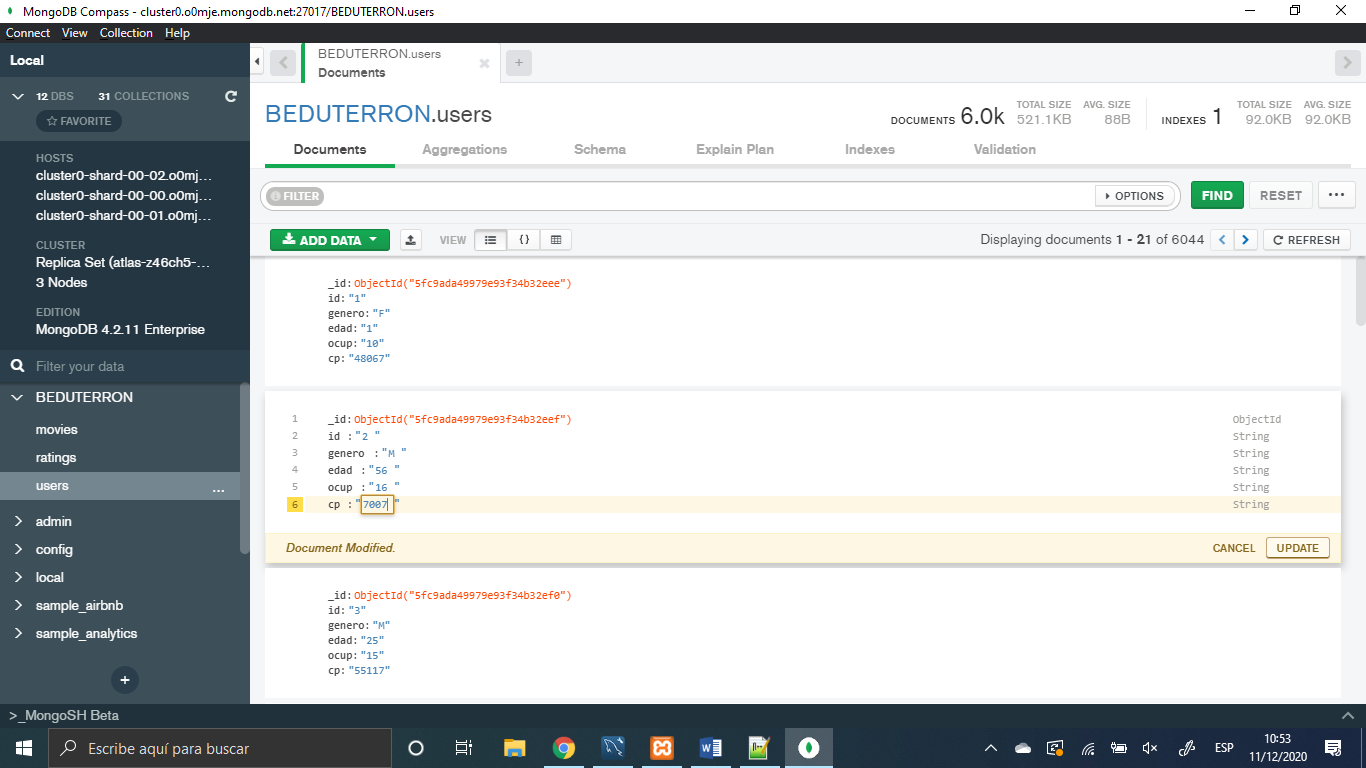 MongoDB Compass - cluster0.o0mje.mongodb.net:27017/BEDUTERRON.users
Connect View Collection Help
Local
12 DBS 31 COLLECTIONS
FAVORITE
HOSTS
cluster0-shard-00-02.o0mj...
cluster0-shard-00-00.o0mj...
cluster0-shard-00-01.o0mj...
CLUSTER
Replica Set (atlas-z46ch5-...
3 Nodes
EDITION
MongoDB 4.2.11 Enterprise
Filter your data
BEDUTERRON
movies
ratings
users ...
admin
config
local
sample_airbnb
sample_analytics
+
BEDUTERRON.users
Documents
+
BEDUTERRON.users
DOCUMENTS 6.0k TOTAL SIZE 521.1KB AVG. SIZE 88B INDEXES 1 TOTAL SIZE 92.0KB AVG. SIZE 92.0KB
Documents Aggregations Schema Explain Plan Indexes Validation
FILTER OPTIONS FIND RESET ...
ADD DATA VIEW {} Displaying documents 1 - 21 of 6044 < > REFRESH
_id: ObjectId("5fc9ada49979e93f34b32eee")
id: "1"
genero: "F"
edad: "1"
ocup: "10"
cp: "48067"
1 _id: ObjectId("5fc9ada49979e93f34b32eef") ObjectId
2 id : "2 " String
3 genero : "M " String
4 edad : "56 " String
5 ocup : "16 " String
6 cp : "7007 " String
Document Modified. CANCEL UPDATE
_id: ObjectId("5fc9ada49979e93f34b32ef0")
id: "3"
genero: "M"
edad: "25"
ocup: "15"
cp: "55117"
>_MongoSH Beta
Escribe aquí para buscar
ESP
10:53
11/12/2020